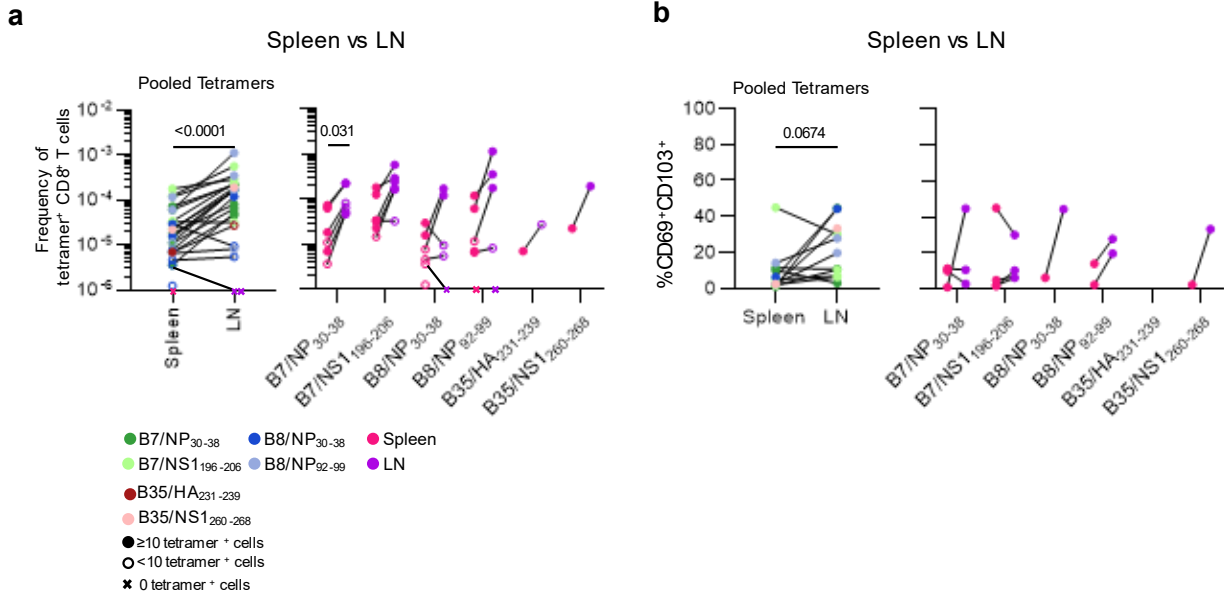 a
Spleen vs LN
Pooled Tetramers
Frequency of
tetramer⁺ CD8⁺ T cells
10⁻²
10⁻³
10⁻⁴
10⁻⁵
10⁻⁶
<0.0001
Spleen
LN
0.031
B7/NP₃₀₋₃₈
B7/NS1₁₉₆₋₂₀₆
B8/NP₃₀₋₃₈
B8/NP₉₂₋₉₉
B35/HA₂₃₁₋₂₃₉
B35/NS1₂₆₀₋₂₆₈
B7/NP₃₀₋₃₈ B8/NP₃₀₋₃₈ Spleen
B7/NS1₁₉₆₋₂₀₆ B8/NP₉₂₋₉₉ LN
B35/HA₂₃₁₋₂₃₉
B35/NS1₂₆₀₋₂₆₈
≥10 tetramer ⁺ cells
<10 tetramer ⁺ cells
0 tetramer ⁺ cells
b
Spleen vs LN
Pooled Tetramers
%CD69⁺CD103⁺
100
80
60
40
20
0
0.0674
Spleen LN
B7/NP₃₀₋₃₈
B7/NS1₁₉₆₋₂₀₆
B8/NP₃₀₋₃₈
B8/NP₉₂₋₉₉
B35/HA₂₃₁₋₂₃₉
B35/NS1₂₆₀₋₂₆₈